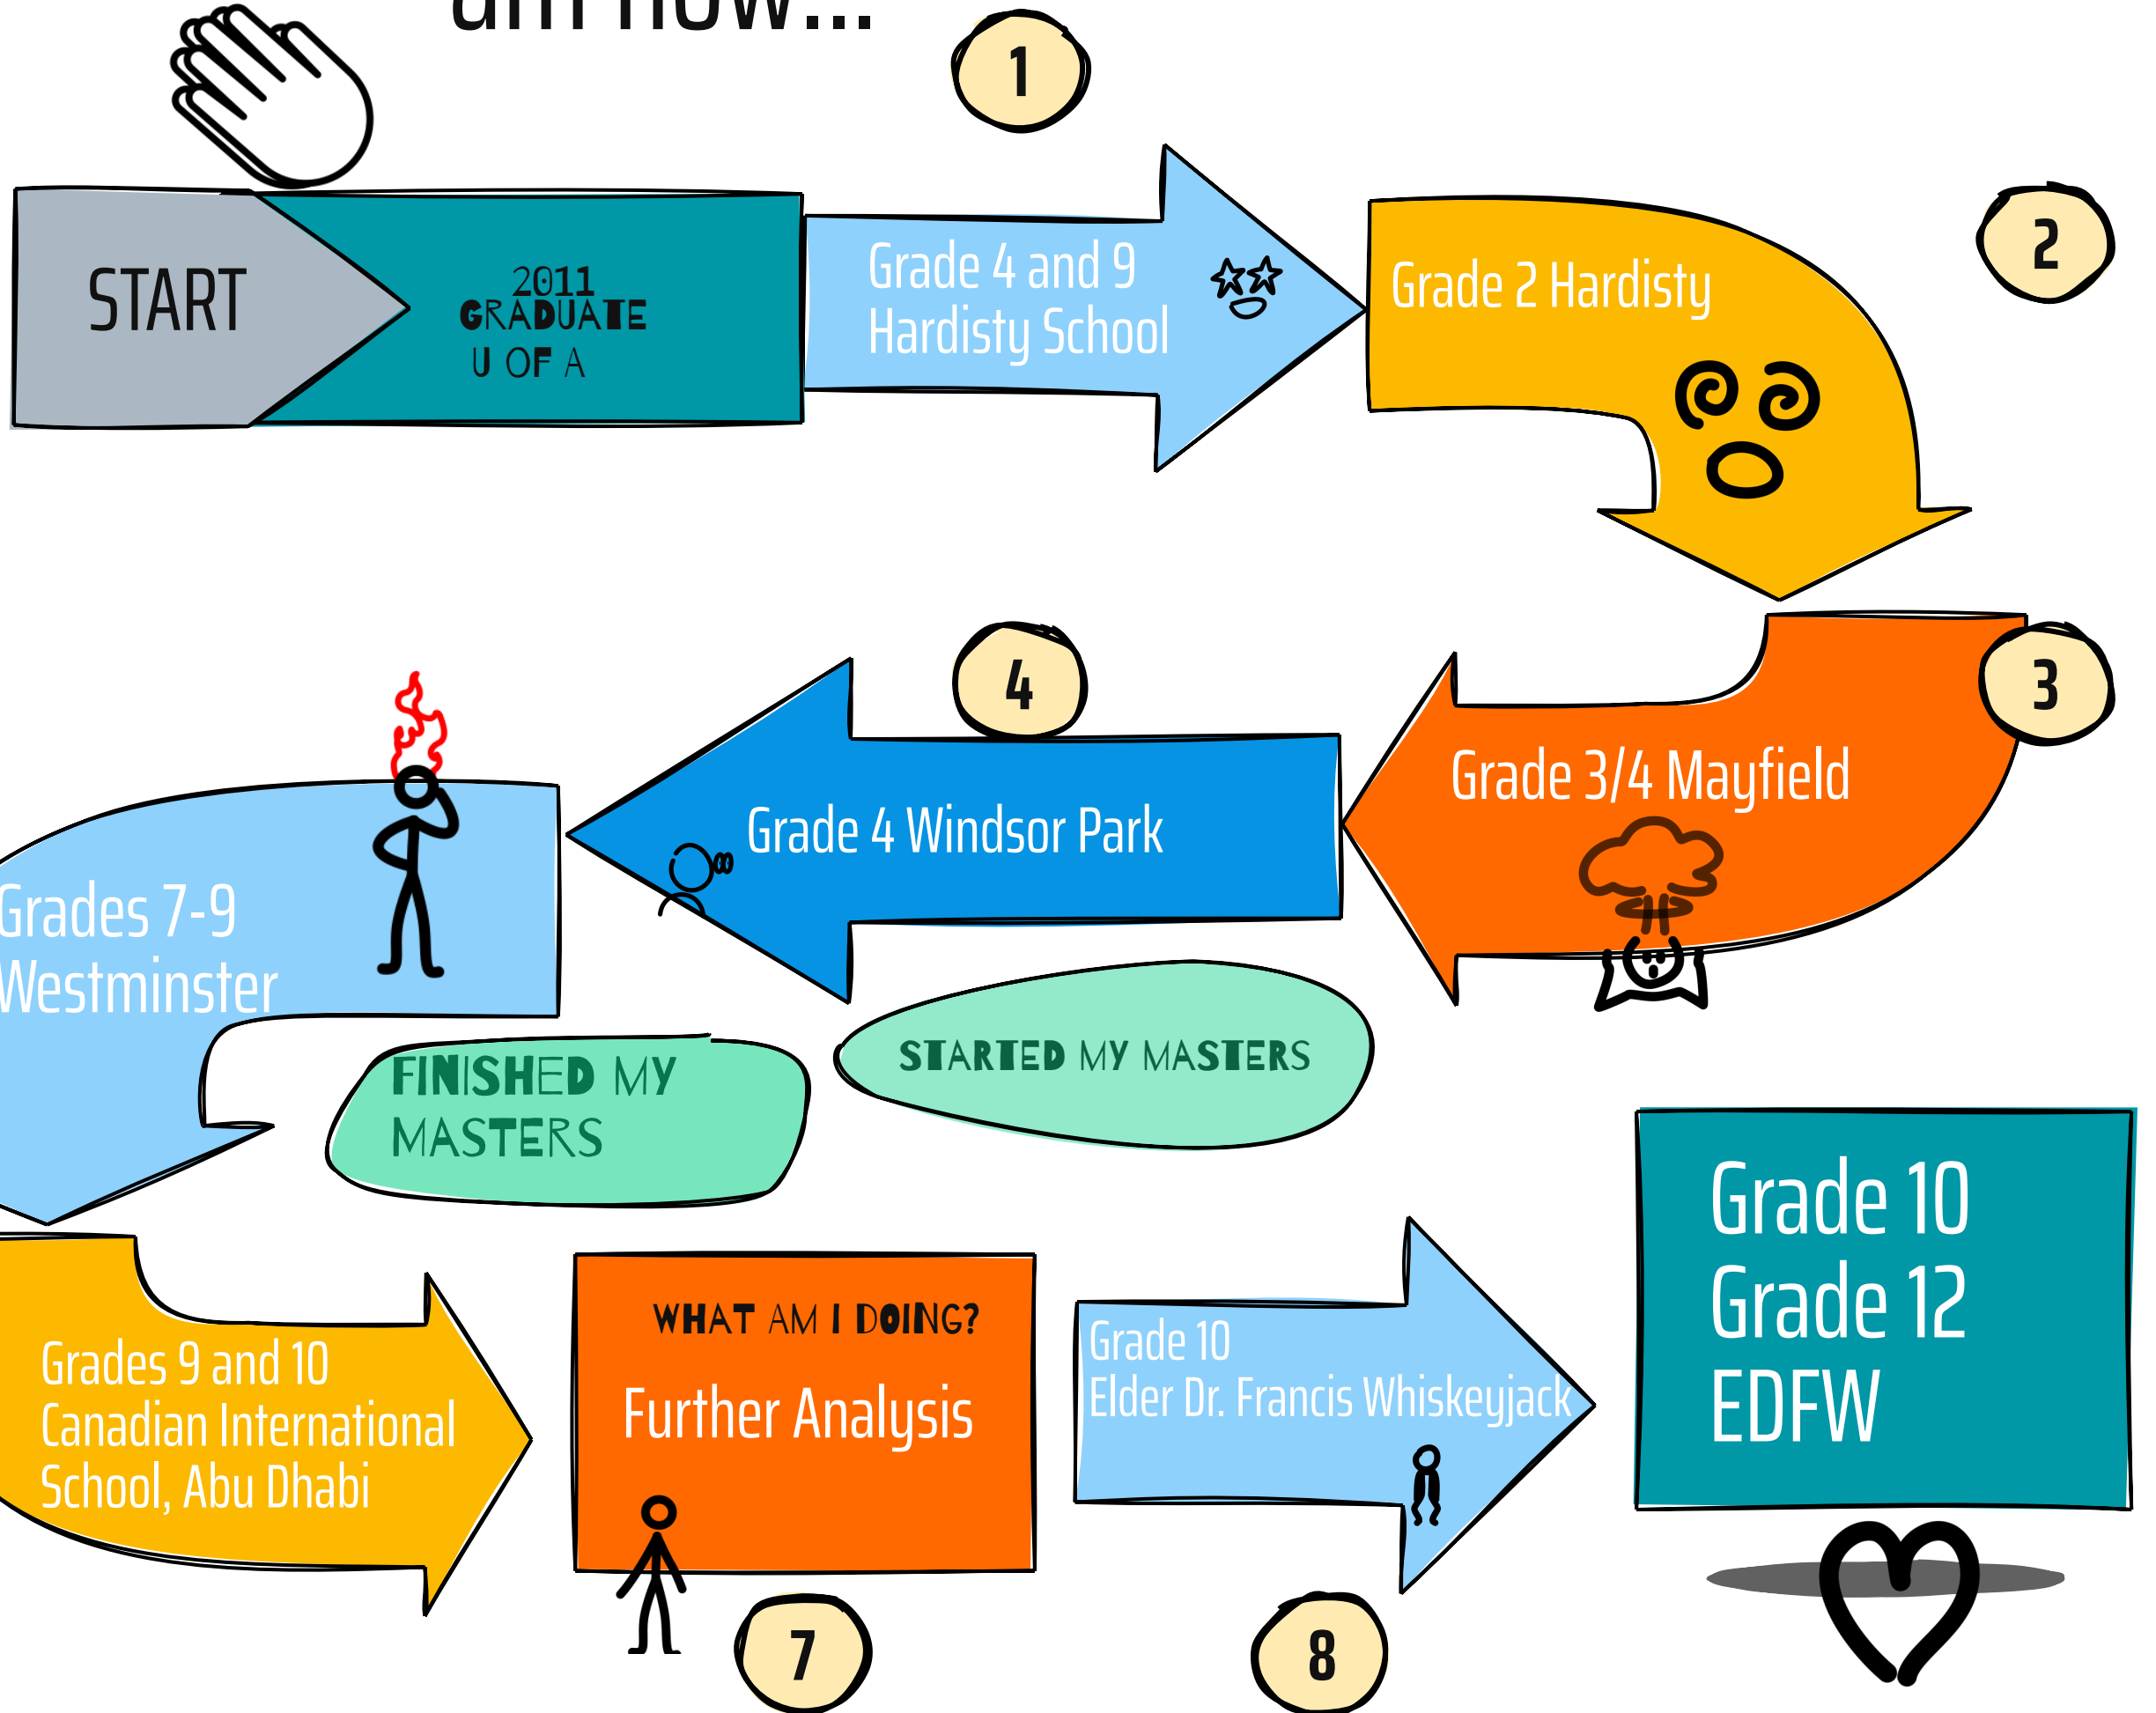 am now...
1
2
START
2011
GRADUATE
U OF A
Grade 4 and 9
Hardisty School
Grade 2 Hardisty
3
4
Grade 3/4 Mayfield
Grade 4 Windsor Park
Grades 7-9
Westminster
STARTED MY MASTERS
FINISHED MY
MASTERS
Grades 9 and 10
Canadian International
School, Abu Dhabi
WHAT AM I DOING?
Further Analysis
Grade 10
Elder Dr. Francis Whiskeyjack
Grade 10
Grade 12
EDFW
7
8